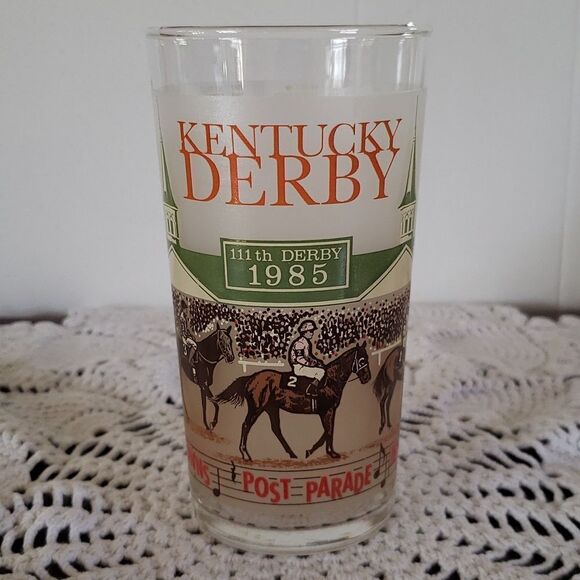 KENTUCKY
DERBY
111th DERBY
1985
2
POST PARADE